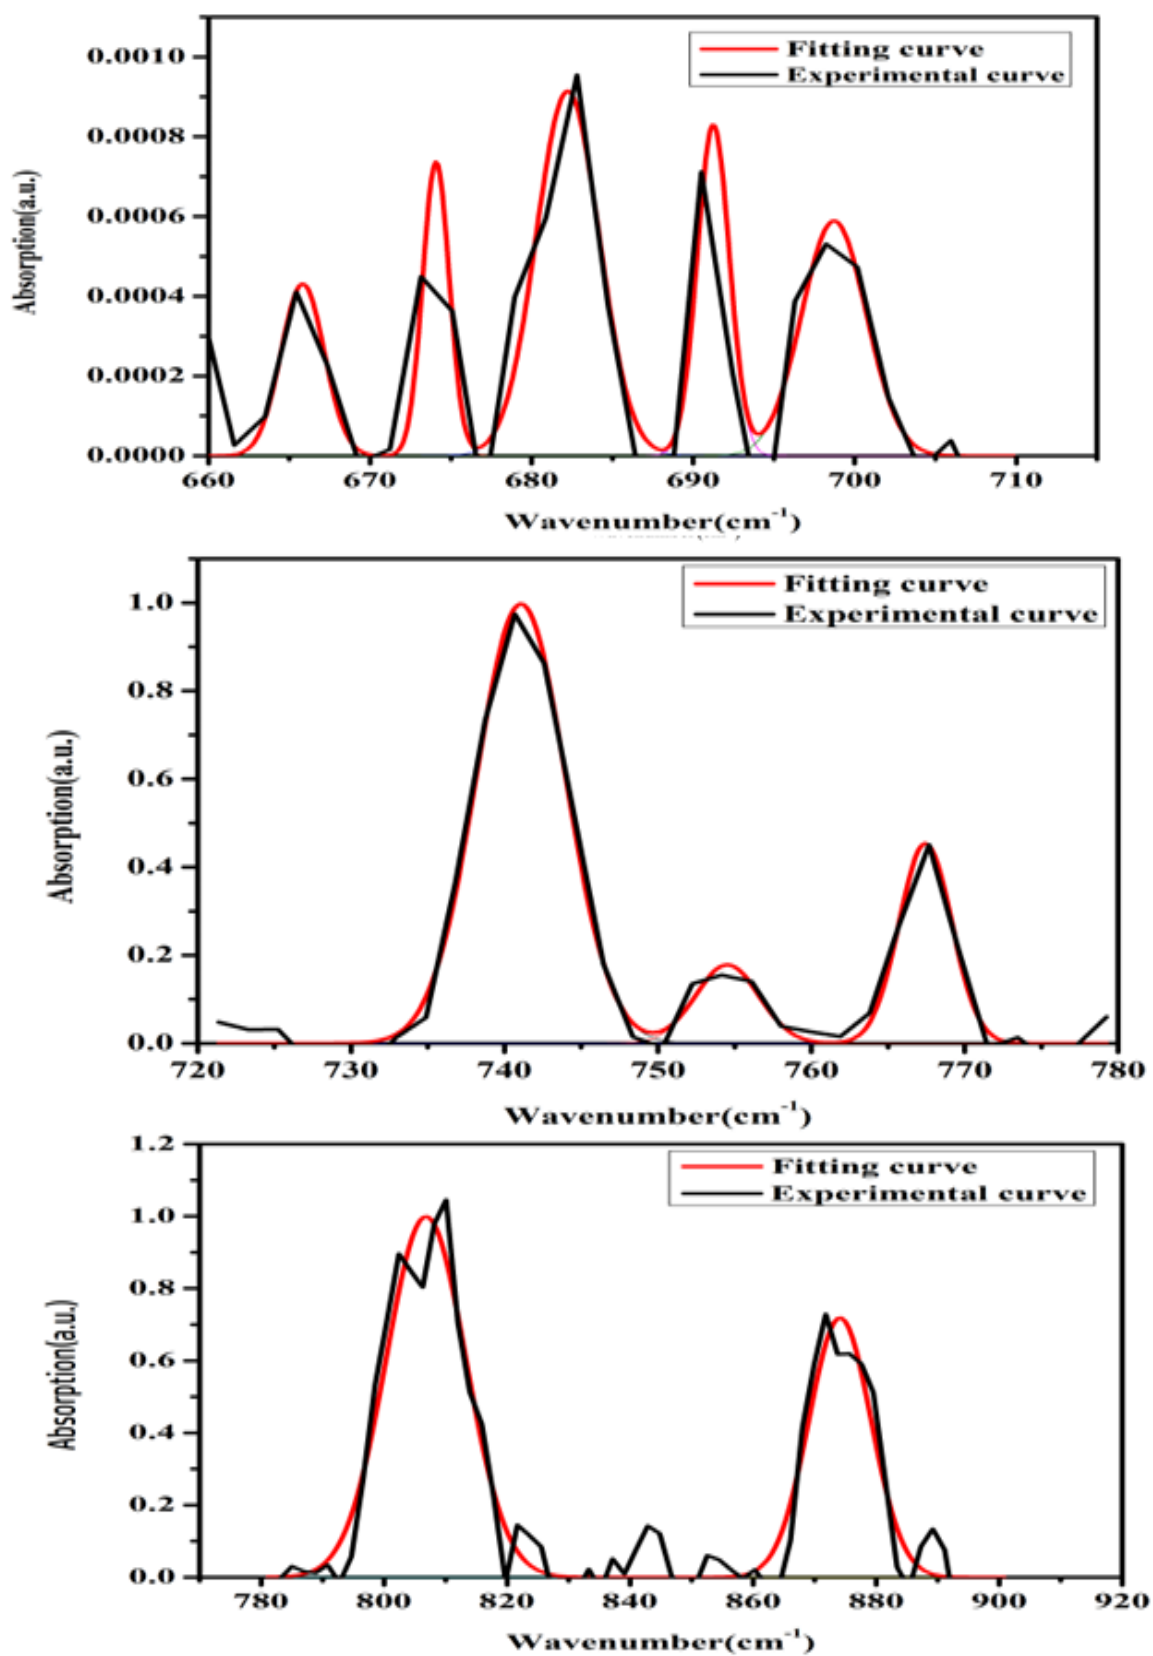 Fitting curve
Experimental curve
0.0010
0.0008
0.0006
0.0004
0.0002
0.0000
Absorption(a.u.)
660 670 680 690 700 710
Wavenumber(cm⁻¹)
Fitting curve
Experimental curve
1.0
0.8
0.6
0.4
0.2
0.0
Absorption(a.u.)
720 730 740 750 760 770 780
Wavenumber(cm⁻¹)
Fitting curve
Experimental curve
1.2
1.0
0.8
0.6
0.4
0.2
0.0
Absorption(a.u.)
780 800 820 840 860 880 900 920
Wavenumber(cm⁻¹)